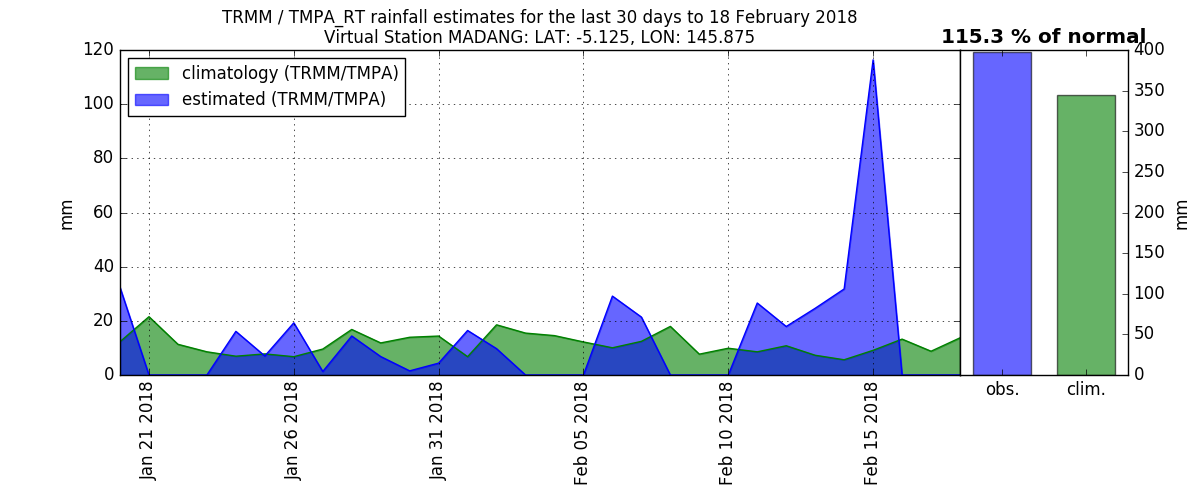 TRMM / TMPA_RT rainfall estimates for the last 30 days to 18 February 2018
Virtual Station MADANG: LAT: -5.125, LON: 145.875
115.3 % of normal
climatology (TRMM/TMPA)
estimated (TRMM/TMPA)
120
100
80
60
40
20
0
mm
Jan 21 2018
Jan 26 2018
Jan 31 2018
Feb 05 2018
Feb 10 2018
Feb 15 2018
400
350
300
250
200
150
100
50
0
mm
obs.
clim.